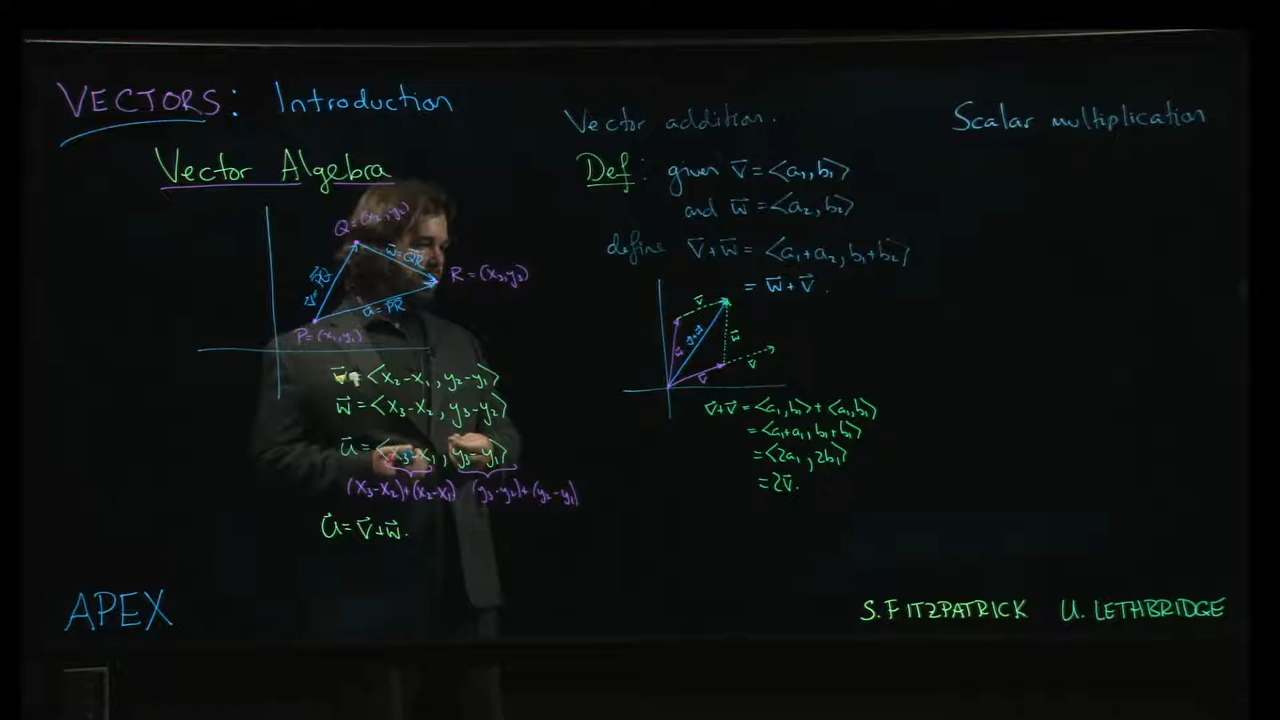 VECTORS: Introduction
Vector Algebra
Q = (x₂, y₂)
w⃗ = QR⃗
R = (x₃, y₃)
v⃗ = PQ⃗
u⃗ = PR⃗
P = (x₁, y₁)
v⃗ = ⟨x₂-x₁, y₂-y₁⟩
w⃗ = ⟨x₃-x₂, y₃-y₂⟩
u⃗ = ⟨x₃-x₁, y₃-y₁⟩
(x₃-x₂)+(x₂-x₁) (y₃-y₂)+(y₂-y₁)
u⃗ = v⃗+w⃗.
APEX
Vector addition.
Def: given v⃗ = ⟨a₁, b₁⟩
and w⃗ = ⟨a₂, b₂⟩
define v⃗+w⃗ = ⟨a₁+a₂, b₁+b₂⟩
= w⃗+v⃗.
v⃗
w⃗
v⃗+w⃗
w⃗
v⃗
v⃗
v⃗+v⃗ = ⟨a₁, b₁⟩+⟨a₁, b₁⟩
= ⟨a₁+a₁, b₁+b₁⟩
= ⟨2a₁, 2b₁⟩
= 2v⃗.
Scalar multiplication
S. FITZPATRICK U. LETHBRIDGE